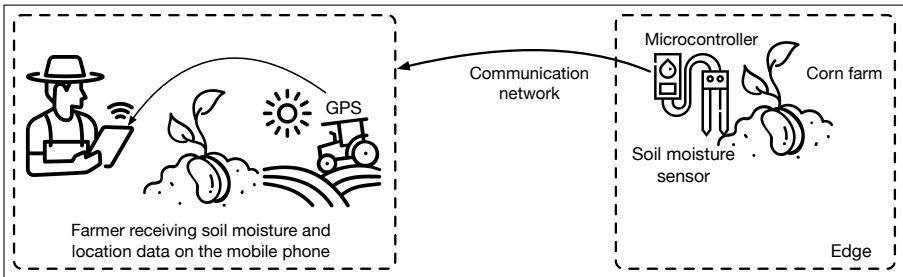 GPS
Farmer receiving soil moisture and
location data on the mobile phone
Communication
network
Microcontroller
Corn farm
Soil moisture
sensor
Edge